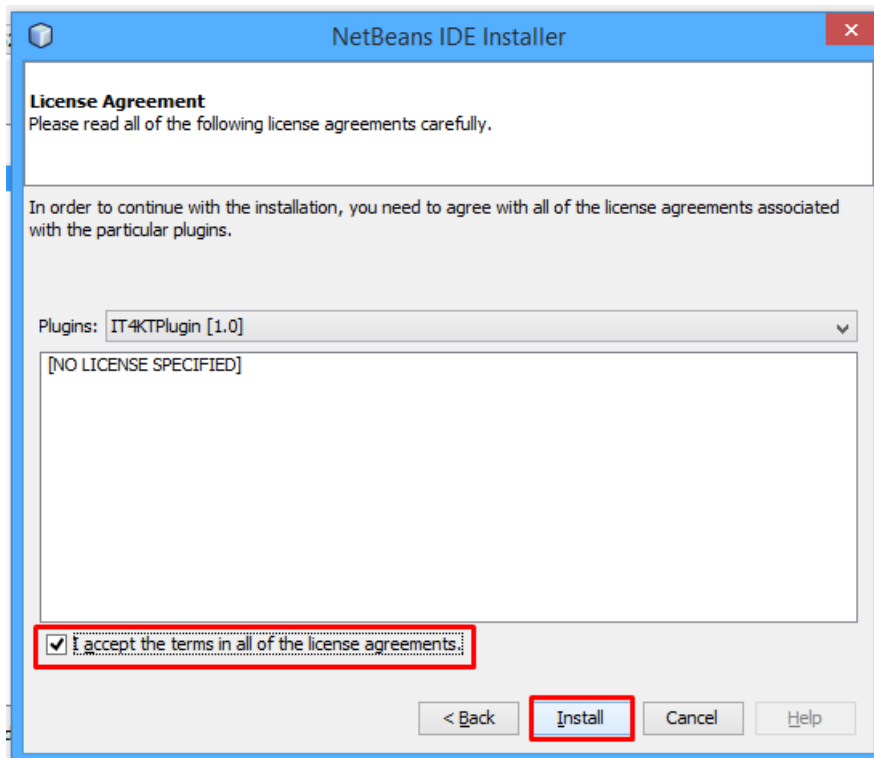 NetBeans IDE Installer
License Agreement
Please read all of the following license agreements carefully.
In order to continue with the installation, you need to agree with all of the license agreements associated
with the particular plugins.
Plugins: IT4KTPlugin [1.0]
[NO LICENSE SPECIFIED]
I accept the terms in all of the license agreements.
< Back Install Cancel Help